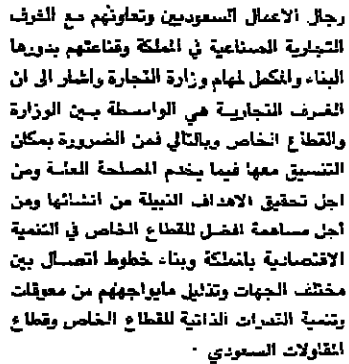 رجال الاعمال السعوديين وتعاونهم مع الغرف
التجارية الصناعية في المملكة وقناعتهم بدورها
البناء والمكمل لمهام وزارة التجارة واشار الى ان
الغرف التجارية هي الواسطة بين الوزارة
والقطاع الخاص وبالتالي فمن الضرورة بمكان
التنسيق معها فيما يخدم المصلحة العامة ومن
اجل تحقيق الاهداف النبيلة من انشائها ومن
أجل مساهمة افضل للقطاع الخاص في التنمية
الاقتصادية بالمملكة وبناء خطوط اتصال بين
مختلف الجهات وتذليل مايواجههم من معوقات
وتنمية القدرات الذاتية للقطاع الخاص وقطاع
المقاولات السعودي .